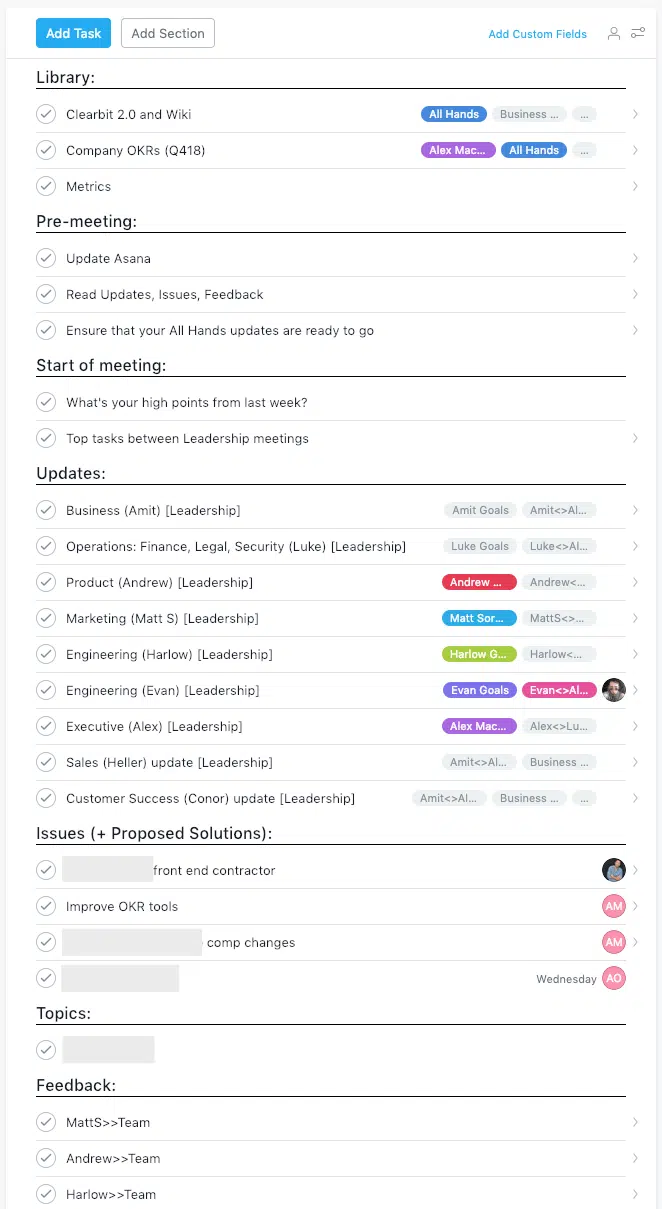 Add Task Add Section Add Custom Fields
Library:
Clearbit 2.0 and Wiki All Hands Business ... ...
Company OKRs (Q418) Alex Mac... All Hands ...
Metrics
Pre-meeting:
Update Asana
Read Updates, Issues, Feedback
Ensure that your All Hands updates are ready to go
Start of meeting:
What's your high points from last week?
Top tasks between Leadership meetings
Updates:
Business (Amit) [Leadership] Amit Goals Amit<>Al...
Operations: Finance, Legal, Security (Luke) [Leadership] Luke Goals Luke<>Al...
Product (Andrew) [Leadership] Andrew ... Andrew<...
Marketing (Matt S) [Leadership] Matt Sor... MattS<>...
Engineering (Harlow) [Leadership] Harlow G... Harlow<...
Engineering (Evan) [Leadership] Evan Goals Evan<>Al...
Executive (Alex) [Leadership] Alex Mac... Alex<>Lu...
Sales (Heller) update [Leadership] Amit<>Al... Business ...
Customer Success (Conor) update [Leadership] Amit<>Al... Business ... ...
Issues (+ Proposed Solutions):
front end contractor
Improve OKR tools AM
comp changes AM
Wednesday AO
Topics:
Feedback:
MattS>>Team
Andrew>>Team
Harlow>>Team